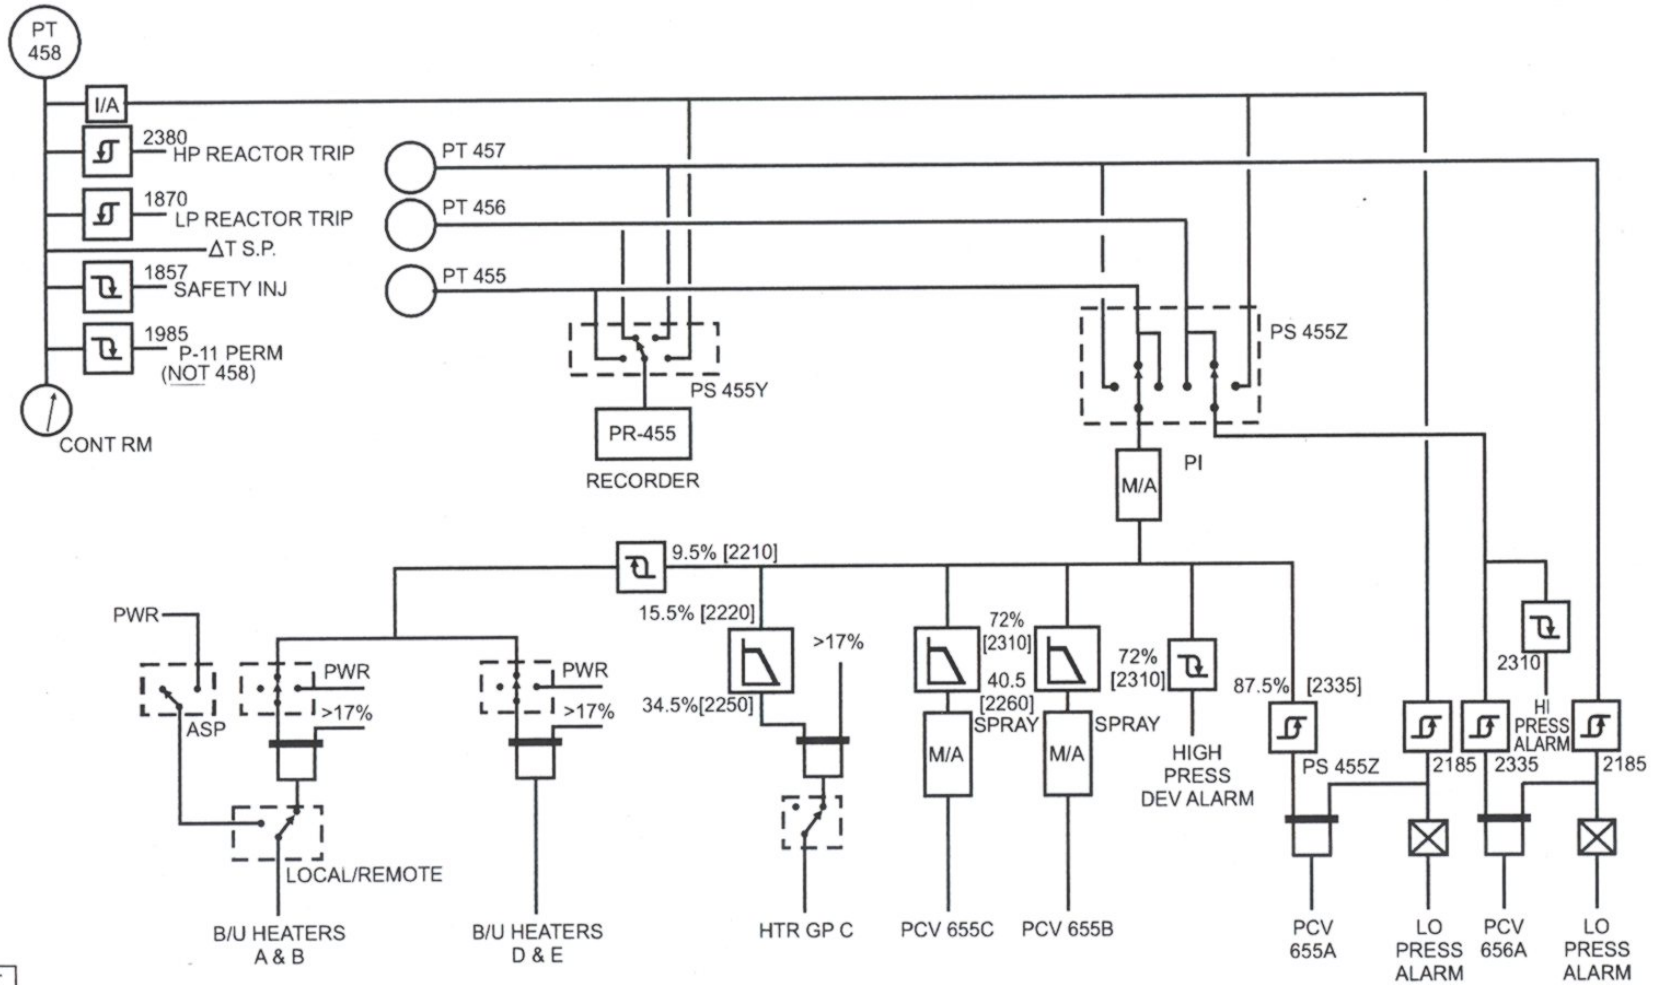 PT
458
I/A
2380
HP REACTOR TRIP
1870
LP REACTOR TRIP
ΔT S.P.
1857
SAFETY INJ
1985
P-11 PERM
(NOT 458)
CONT RM
PT 457
PT 456
PT 455
PS 455Y
PR-455
RECORDER
PS 455Z
PI
M/A
9.5% [2210]
PWR
ASP
PWR
>17%
PWR
>17%
LOCAL/REMOTE
B/U HEATERS
A & B
B/U HEATERS
D & E
15.5% [2220]
34.5%[2250]
>17%
HTR GP C
72%
[2310]
40.5
[2260]
SPRAY
M/A
PCV 655C
SPRAY
M/A
PCV 655B
72%
[2310]
HIGH
PRESS
DEV ALARM
87.5% [2335]
PS 455Z
PCV
655A
2185
LO
PRESS
ALARM
2335
PCV
656A
2310
HI
PRESS
ALARM
2185
LO
PRESS
ALARM